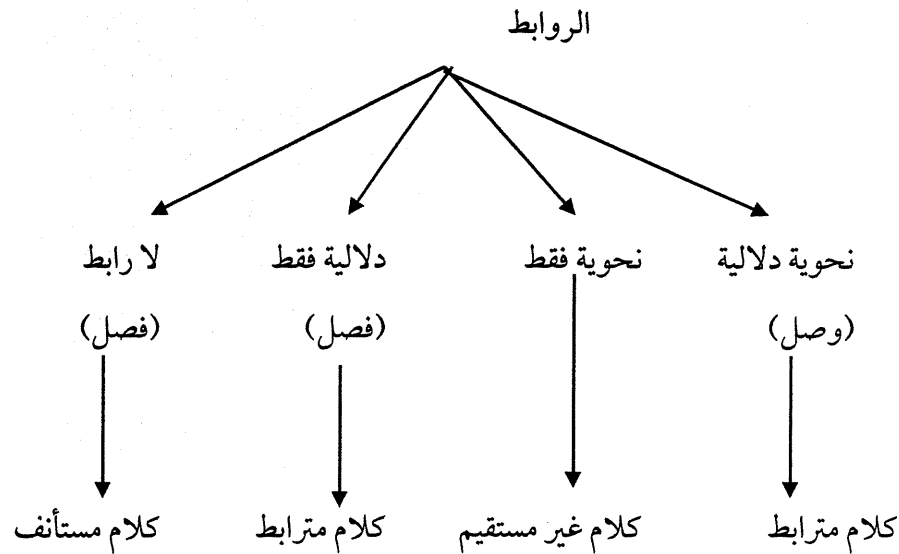 الروابط
نحوية دلالية نحوية فقط دلالية فقط لا رابط
(وصل) (فصل) (فصل)
كلام مترابط كلام غير مستقيم كلام مترابط كلام مستأنف